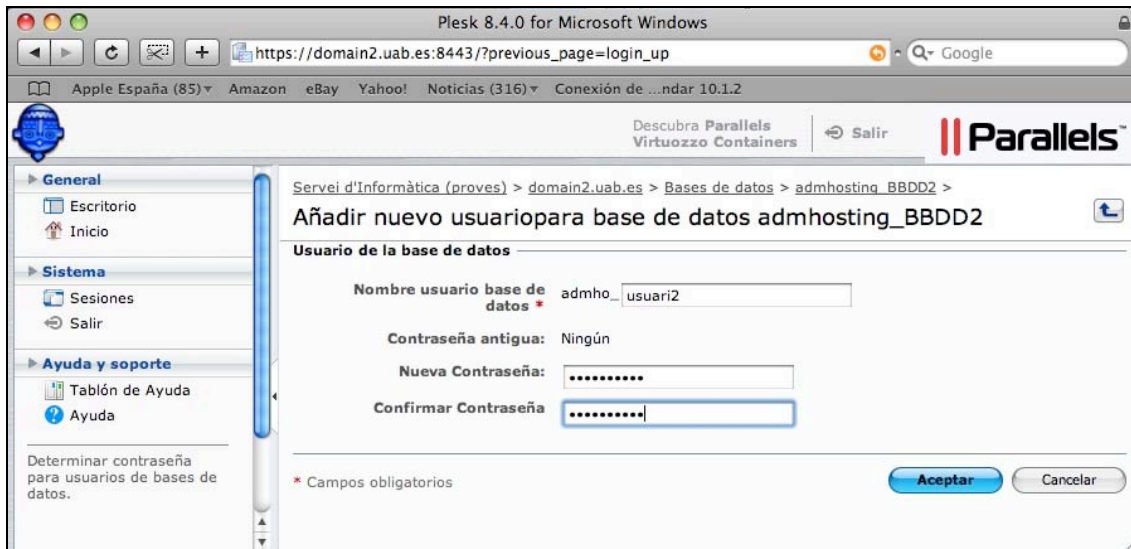 Plesk 8.4.0 for Microsoft Windows
https://domain2.uab.es:8443/?previous_page=login_up
Google
Apple España (85) Amazon eBay Yahoo! Noticias (316) Conexión de ...ndar 10.1.2
Descubra Parallels
Virtuozzo Containers
Salir
Parallels™
General
Escritorio
Inicio
Sistema
Sesiones
Salir
Ayuda y soporte
Tablón de Ayuda
Ayuda
Determinar contraseña
para usuarios de bases de
datos.
Servei d'Informàtica (proves) > domain2.uab.es > Bases de datos > admhosting_BBDD2 >
Añadir nuevo usuariopara base de datos admhosting_BBDD2
Usuario de la base de datos
Nombre usuario base de
datos * admho_ usuari2
Contraseña antigua: Ningún
Nueva Contraseña: ••••••••••
Confirmar Contraseña ••••••••••
* Campos obligatorios
Aceptar
Cancelar